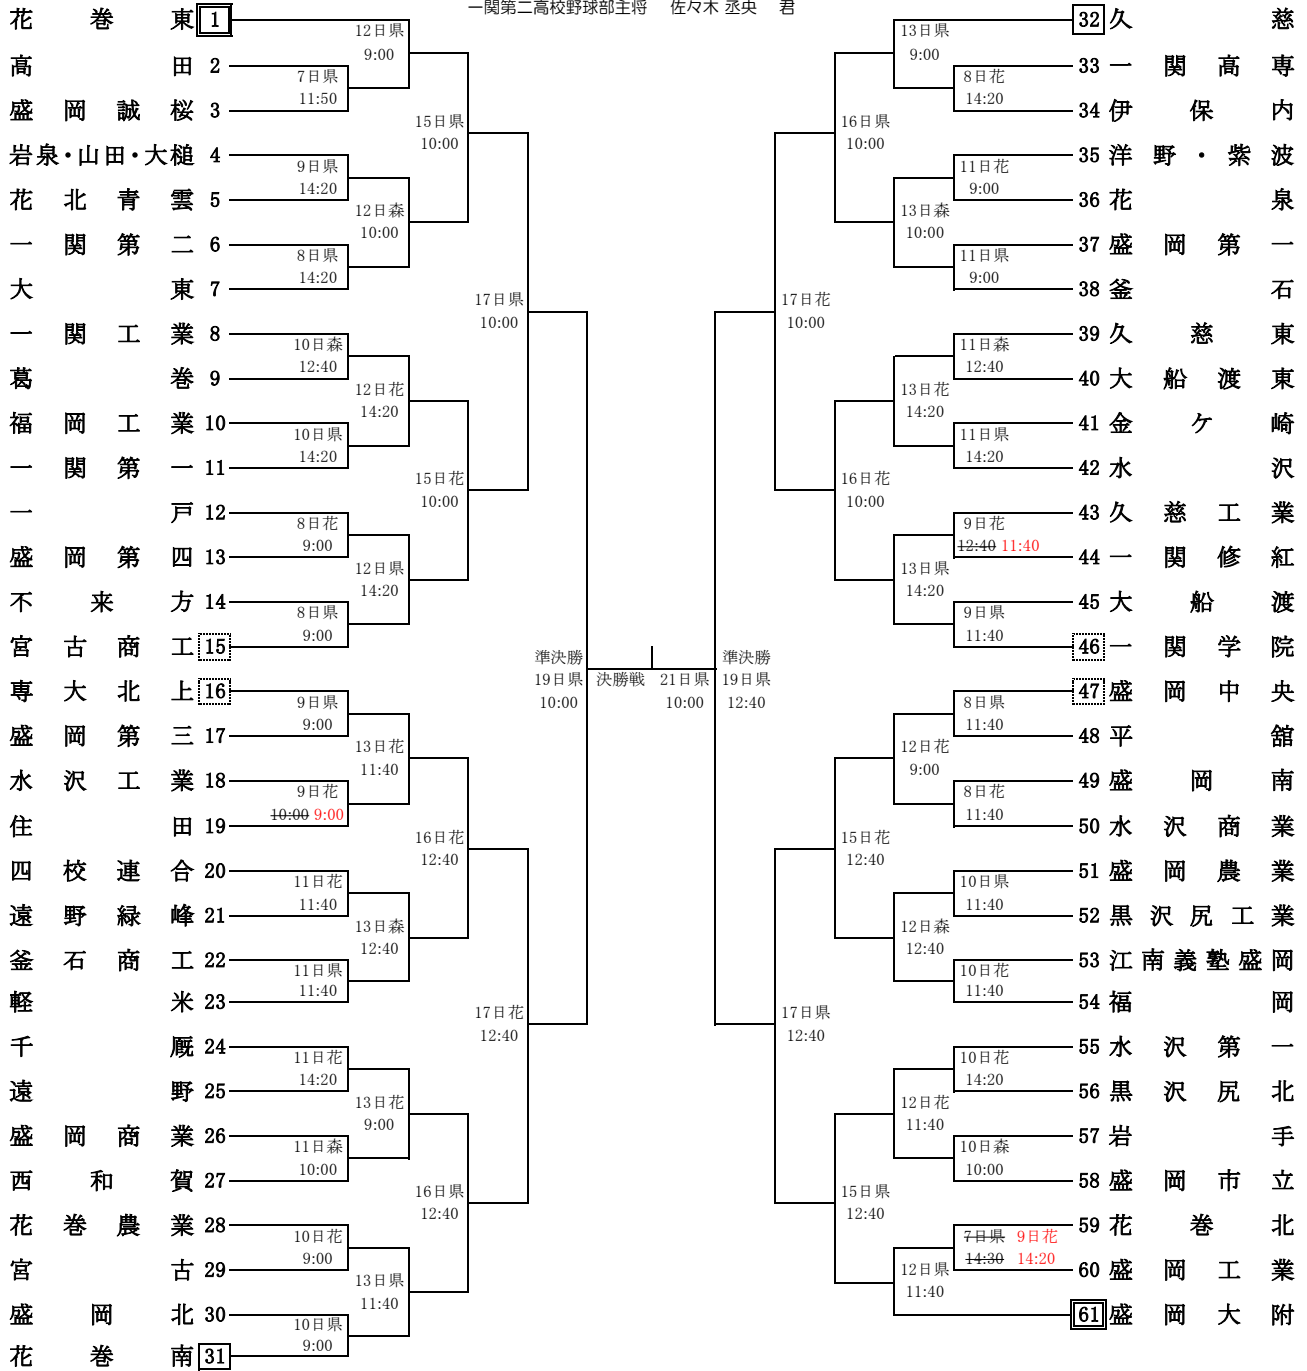 一関第二高校野球部主将 佐々木 丞央 君
花巻東 1
高田 2
盛岡誠桜 3
岩泉・山田・大槌 4
花北青雲 5
一関第二 6
大東 7
一関工業 8
葛巻 9
福岡工業 10
一関第一 11
一戸 12
盛岡第四 13
不来方 14
宮古商工 15
専大北上 16
盛岡第三 17
水沢工業 18
住田 19
四校連合 20
遠野緑峰 21
釜石商工 22
軽米 23
千厩 24
遠野 25
盛岡商業 26
西和賀 27
花巻農業 28
宮古 29
盛岡北 30
花巻南 31
7日県
11:50
9日県
14:20
8日県
14:20
10日森
12:40
10日県
14:20
8日花
9:00
8日県
9:00
9日県
9:00
9日花
10:00 9:00
11日花
11:40
11日県
11:40
11日花
14:20
11日森
10:00
10日花
9:00
10日県
9:00
12日県
9:00
12日森
10:00
12日花
14:20
12日県
14:20
13日花
11:40
13日森
12:40
13日花
9:00
13日県
11:40
15日県
10:00
15日花
10:00
16日花
12:40
16日県
12:40
17日県
10:00
17日花
12:40
準決勝
19日県
10:00
決勝戦 21日県
10:00
準決勝
19日県
12:40
17日花
10:00
17日県
12:40
16日県
10:00
16日花
10:00
15日花
12:40
15日県
12:40
13日県
9:00
13日森
10:00
13日花
14:20
13日県
14:20
12日花
9:00
12日森
12:40
12日花
11:40
12日県
11:40
8日花
14:20
11日花
9:00
11日県
9:00
11日森
12:40
11日県
14:20
9日花
12:40 11:40
9日県
11:40
8日県
11:40
8日花
11:40
10日県
11:40
10日花
11:40
10日花
14:20
10日森
10:00
7日県 9日花
14:30 14:20
32 久慈
33 一関高専
34 伊保内
35 洋野・紫波
36 花泉
37 盛岡第一
38 釜石
39 久慈東
40 大船渡東
41 金ケ崎
42 水沢
43 久慈工業
44 一関修紅
45 大船渡
46 一関学院
47 盛岡中央
48 平舘
49 盛岡南
50 水沢商業
51 盛岡農業
52 黒沢尻工業
53 江南義塾盛岡
54 福岡
55 水沢第一
56 黒沢尻北
57 岩手
58 盛岡市立
59 花巻北
60 盛岡工業
61 盛岡大附